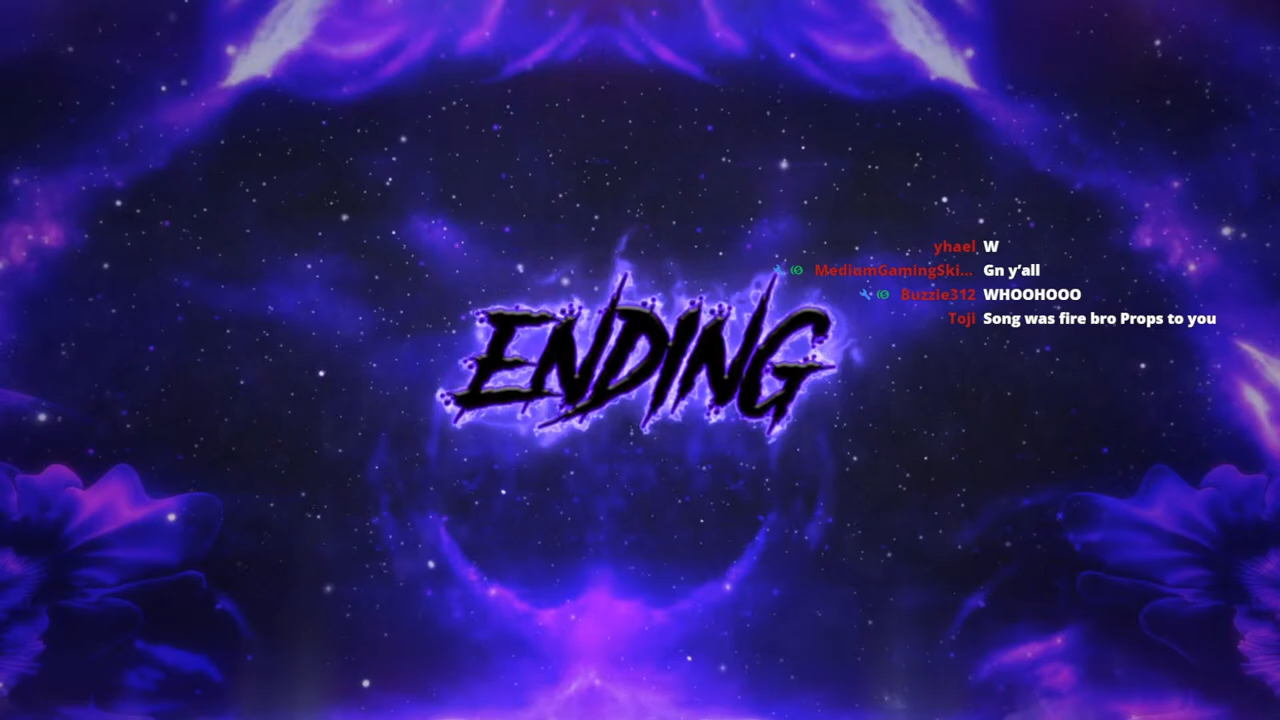 yhael W
MediumGamingSki... Gn y'all
Buzzie312 WHOOHOOO
Toji Song was fire bro Props to you
ENDING